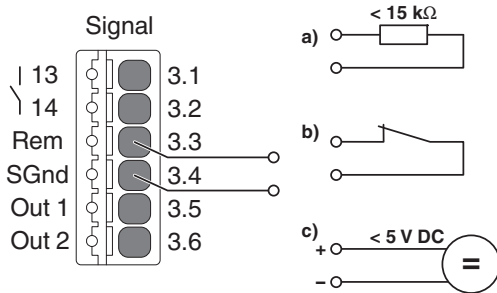 Signal
13 3.1
14 3.2
Rem 3.3
SGnd 3.4
Out 1 3.5
Out 2 3.6
a) < 15 kΩ
b)
c) + < 5 V DC
– =